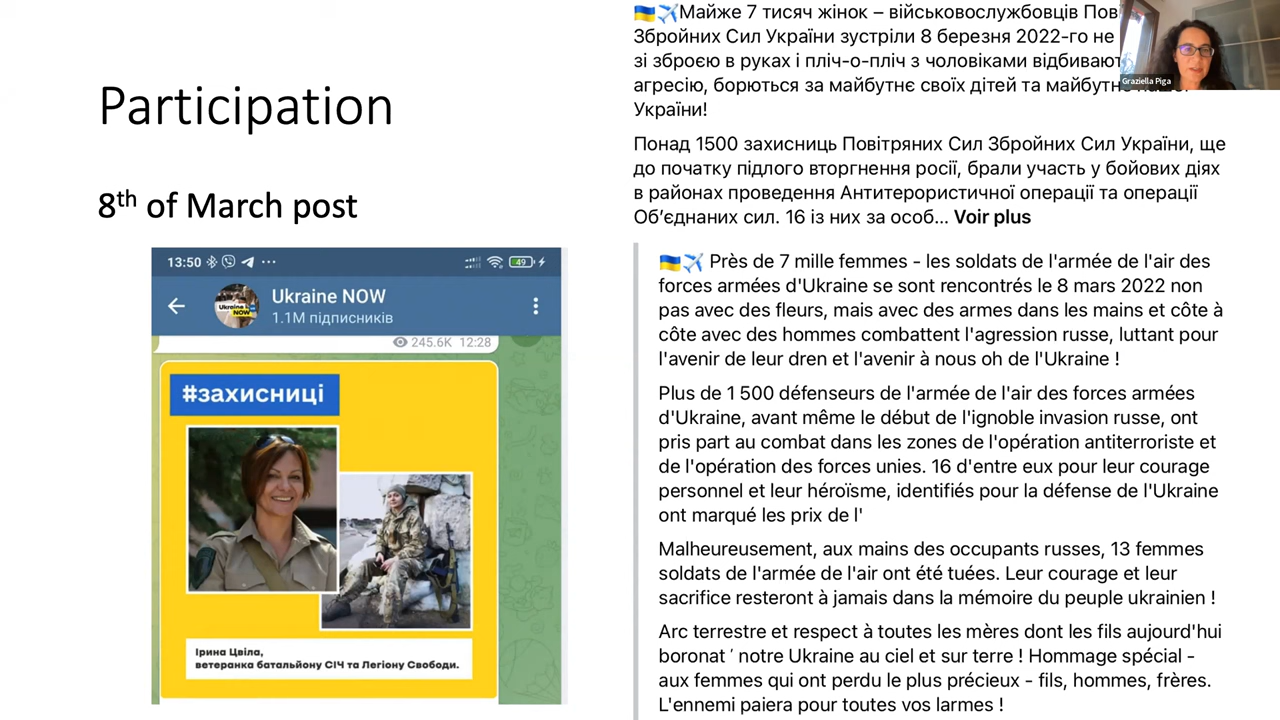 Participation
8th of March post
13:50
49
Ukraine NOW
1.1M підписників
245.6K 12:28
#захисниці
Ірина Цвіла,
ветеранка батальйону СІЧ та Легіону Свободи.
Майже 7 тисяч жінок – військовослужбовців Пов
Збройних Сил України зустріли 8 березня 2022-го не
зі зброєю в руках і пліч-о-пліч з чоловіками відбивают
агресію, борються за майбутнє своїх дітей та майбутнє
України!
Понад 1500 захисниць Повітряних Сил Збройних Сил України, ще
до початку підлого вторгнення росії, брали участь у бойових діях
в районах проведення Антитерористичної операції та операції
Об’єднаних сил. 16 із них за особ... Voir plus
Près de 7 mille femmes - les soldats de l'armée de l'air des
forces armées d'Ukraine se sont rencontrés le 8 mars 2022 non
pas avec des fleurs, mais avec des armes dans les mains et côte à
côte avec des hommes combattent l'agression russe, luttant pour
l'avenir de leur dren et l'avenir à nous oh de l'Ukraine !
Plus de 1 500 défenseurs de l'armée de l'air des forces armées
d'Ukraine, avant même le début de l'ignoble invasion russe, ont
pris part au combat dans les zones de l'opération antiterroriste et
de l'opération des forces unies. 16 d'entre eux pour leur courage
personnel et leur héroïsme, identifiés pour la défense de l'Ukraine
ont marqué les prix de l'
Malheureusement, aux mains des occupants russes, 13 femmes
soldats de l'armée de l'air ont été tuées. Leur courage et leur
sacrifice resteront à jamais dans la mémoire du peuple ukrainien !
Arc terrestre et respect à toutes les mères dont les fils aujourd'hui
boronat ʼ notre Ukraine au ciel et sur terre ! Hommage spécial -
aux femmes qui ont perdu le plus précieux - fils, hommes, frères.
L'ennemi paiera pour toutes vos larmes !
Graziella Piga